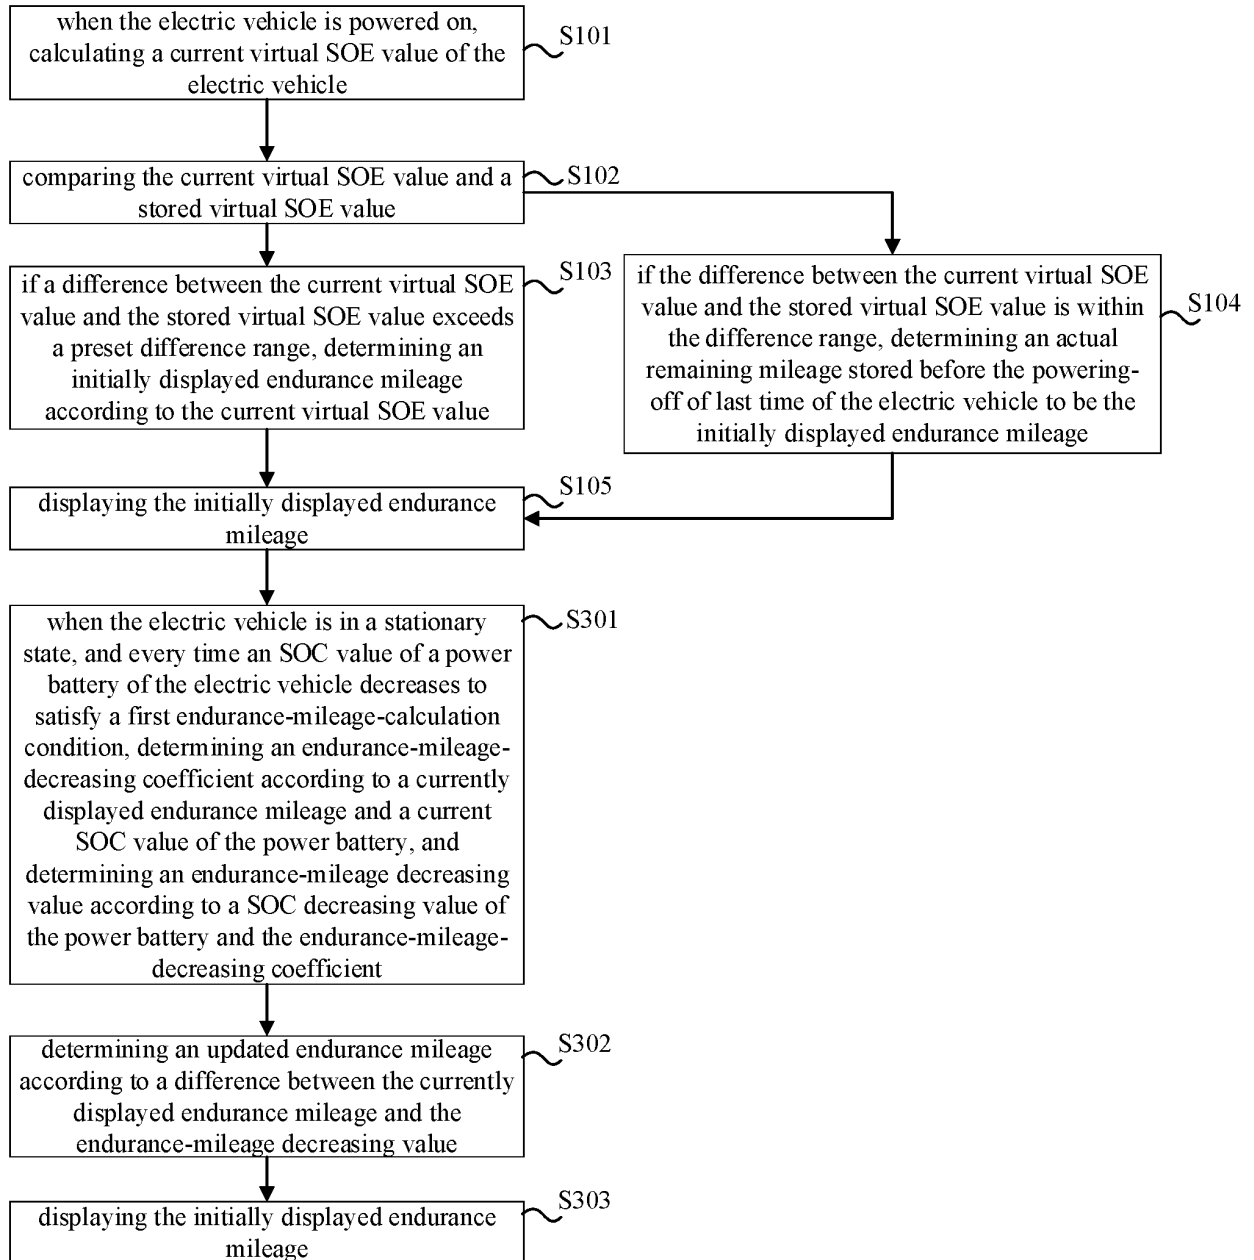 when the electric vehicle is powered on,
calculating a current virtual SOE value of the
electric vehicle
S101
comparing the current virtual SOE value and a
stored virtual SOE value
S102
if a difference between the current virtual SOE
value and the stored virtual SOE value exceeds
a preset difference range, determining an
initially displayed endurance mileage
according to the current virtual SOE value
S103
if the difference between the current virtual SOE
value and the stored virtual SOE value is within
the difference range, determining an actual
remaining mileage stored before the powering-
off of last time of the electric vehicle to be the
initially displayed endurance mileage
S104
displaying the initially displayed endurance
mileage
S105
when the electric vehicle is in a stationary
state, and every time an SOC value of a power
battery of the electric vehicle decreases to
satisfy a first endurance-mileage-calculation
condition, determining an endurance-mileage-
decreasing coefficient according to a currently
displayed endurance mileage and a current
SOC value of the power battery, and
determining an endurance-mileage decreasing
value according to a SOC decreasing value of
the power battery and the endurance-mileage-
decreasing coefficient
S301
determining an updated endurance mileage
according to a difference between the currently
displayed endurance mileage and the
endurance-mileage decreasing value
S302
displaying the initially displayed endurance
mileage
S303